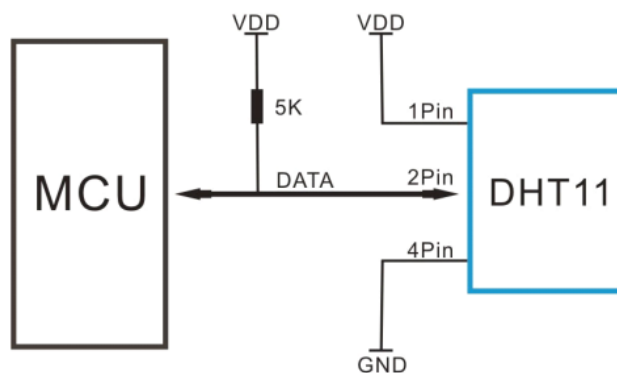 VDD
VDD
5K
1Pin
MCU
DATA
2Pin
DHT11
4Pin
GND